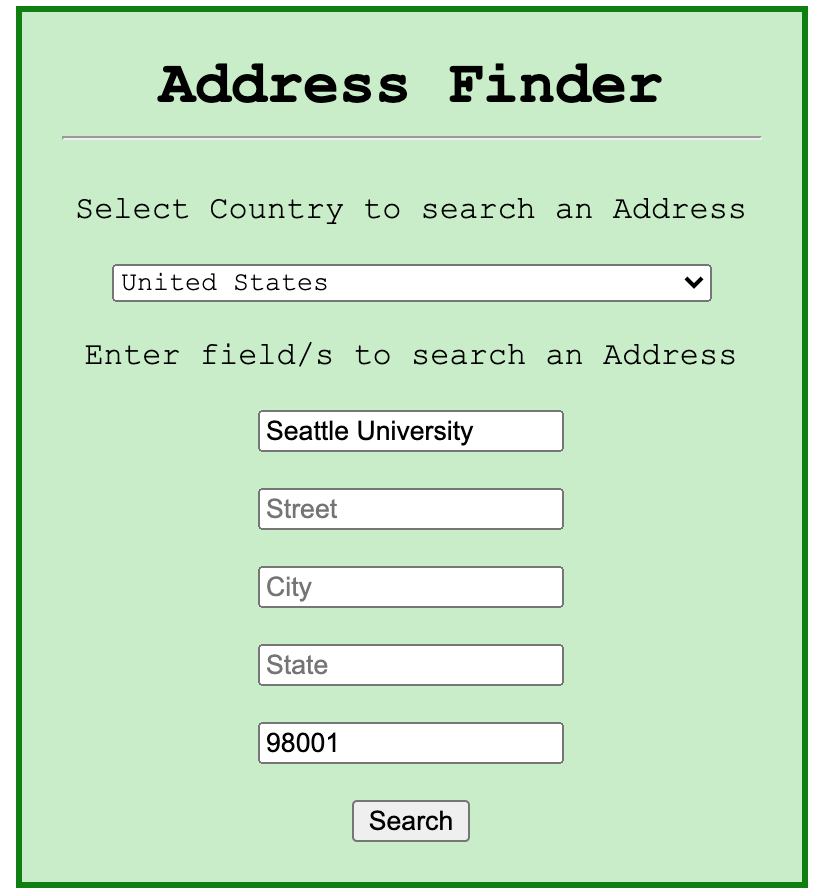 Address Finder
Select Country to search an Address
United States
Enter field/s to search an Address
Seattle University
Street
City
State
98001
Search